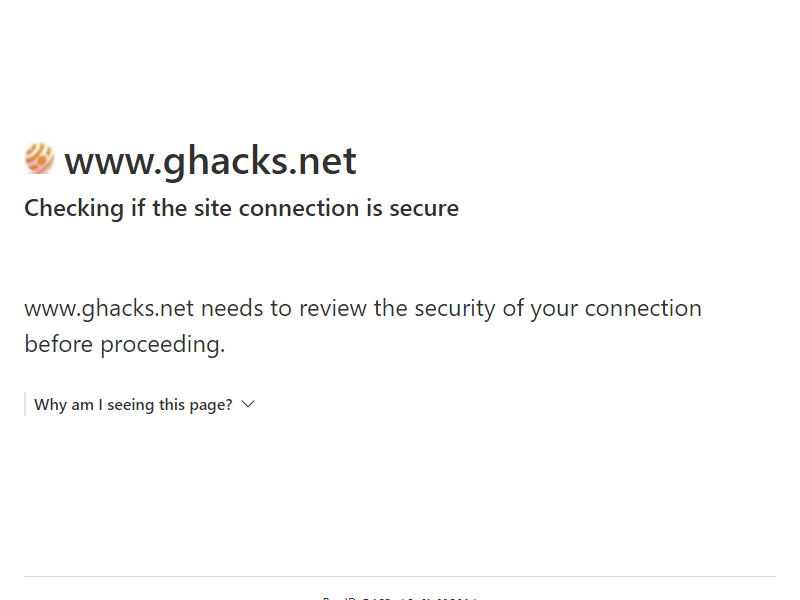 www.ghacks.net
Checking if the site connection is secure
www.ghacks.net needs to review the security of your connection
before proceeding.
Why am I seeing this page?